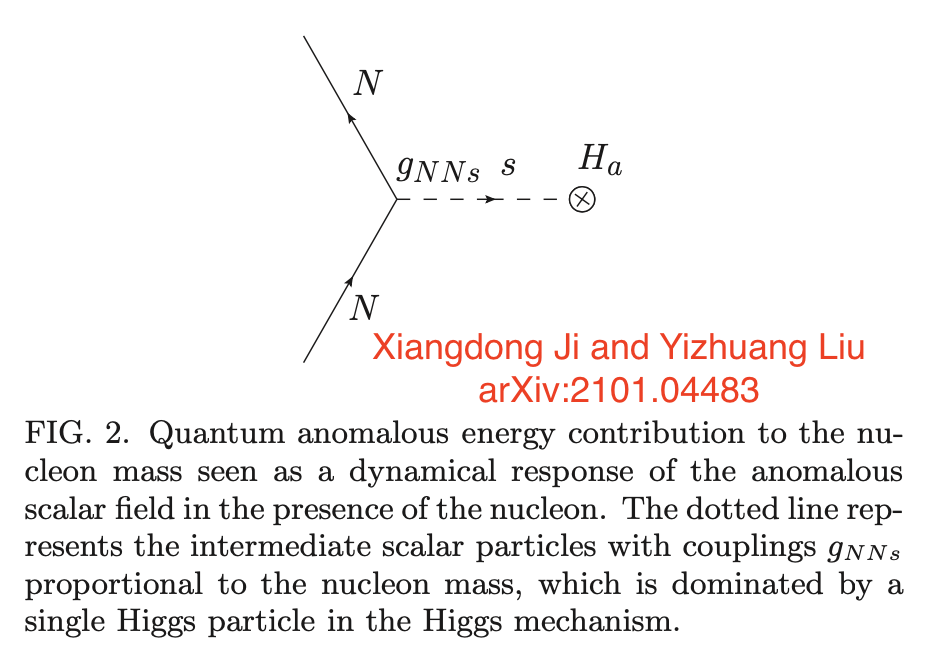 N
g_{NNs} s H_a
⊗
N
Xiangdong Ji and Yizhuang Liu
arXiv:2101.04483
FIG. 2. Quantum anomalous energy contribution to the nu-
cleon mass seen as a dynamical response of the anomalous
scalar field in the presence of the nucleon. The dotted line rep-
resents the intermediate scalar particles with couplings g_{NNs}
proportional to the nucleon mass, which is dominated by a
single Higgs particle in the Higgs mechanism.